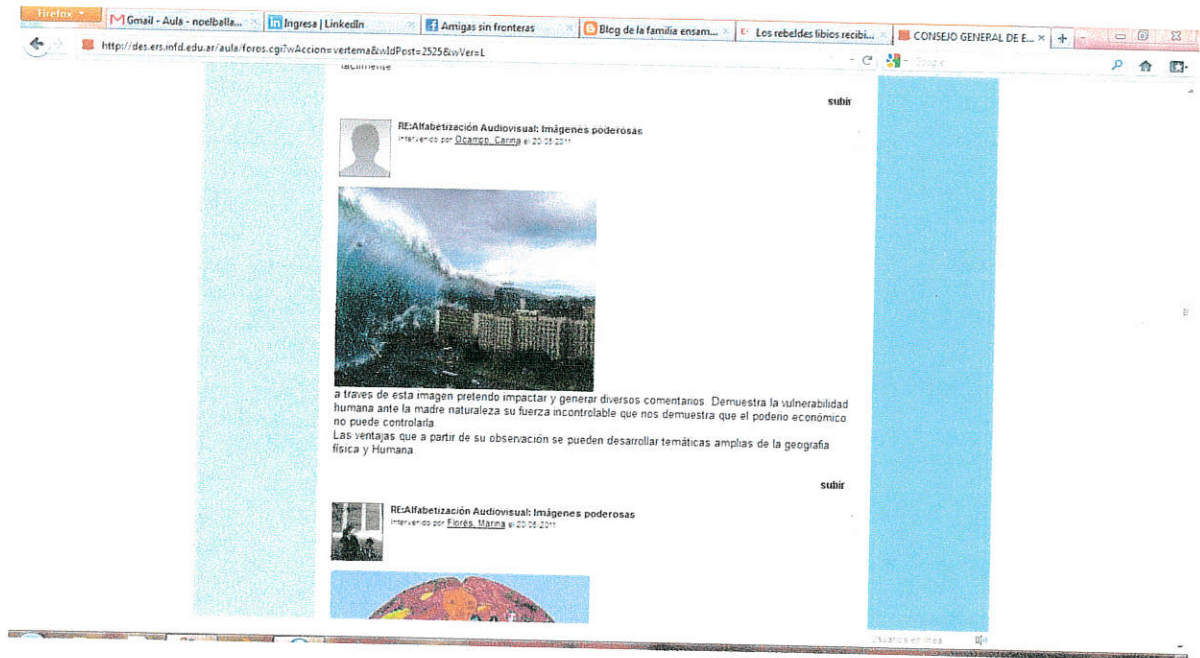 Firefox
Gmail - Aula - noelballa...
Ingresa | LinkedIn
Amigas sin fronteras
Blog de la familia ensam...
Los rebeldes libios recibi...
CONSEJO GENERAL DE E...
http://des.ers.infd.edu.ar/aula/foros.cgi?wAccion=vertema&wIdPost=2525&wVer=L
Google
facilmente
subir
RE:Alfabetización Audiovisual: Imágenes poderosas
Intervenido por Ocampo, Carina el 20-05-2011
a traves de esta imagen pretendo impactar y generar diversos comentarios. Demuestra la vulnerabilidad
humana ante la madre naturaleza su fuerza incontrolable que nos demuestra que el poderio económico
no puede controlarla.
Las ventajas que a partir de su observación se pueden desarrollar temáticas amplias de la geografia
física y Humana.
subir
RE:Alfabetización Audiovisual: Imágenes poderosas
Intervenido por Flores, Marina el 20-05-2011
Usuarios en linea